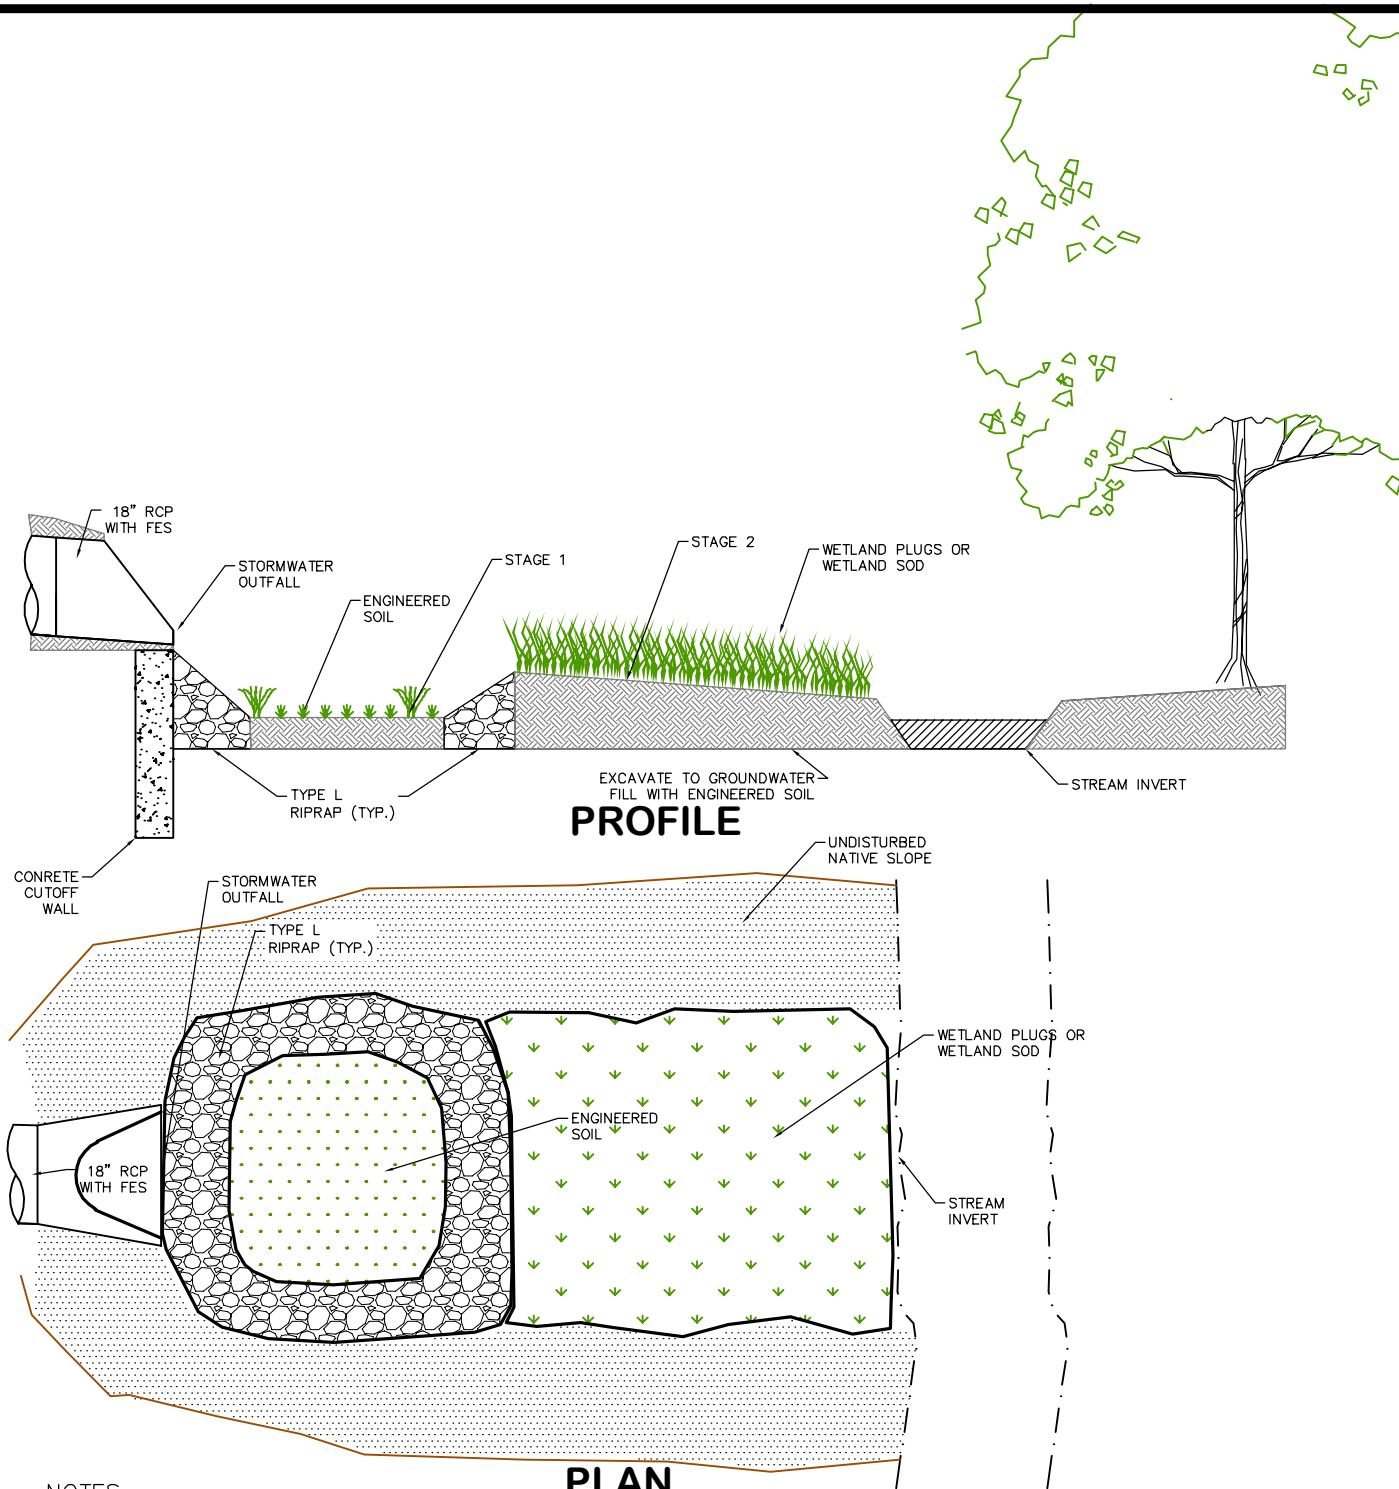 18" RCP
WITH FES
STORMWATER
OUTFALL
ENGINEERED
SOIL
STAGE 1
STAGE 2
WETLAND PLUGS OR
WETLAND SOD
TYPE L
RIPRAP (TYP.)
EXCAVATE TO GROUNDWATER
FILL WITH ENGINEERED SOIL
STREAM INVERT
PROFILE
CONRETE
CUTOFF
WALL
UNDISTURBED
NATIVE SLOPE
STORMWATER
OUTFALL
TYPE L
RIPRAP (TYP.)
WETLAND PLUGS OR
WETLAND SOD
ENGINEERED
SOIL
18" RCP
WITH FES
STREAM
INVERT
PLAN
NOTES